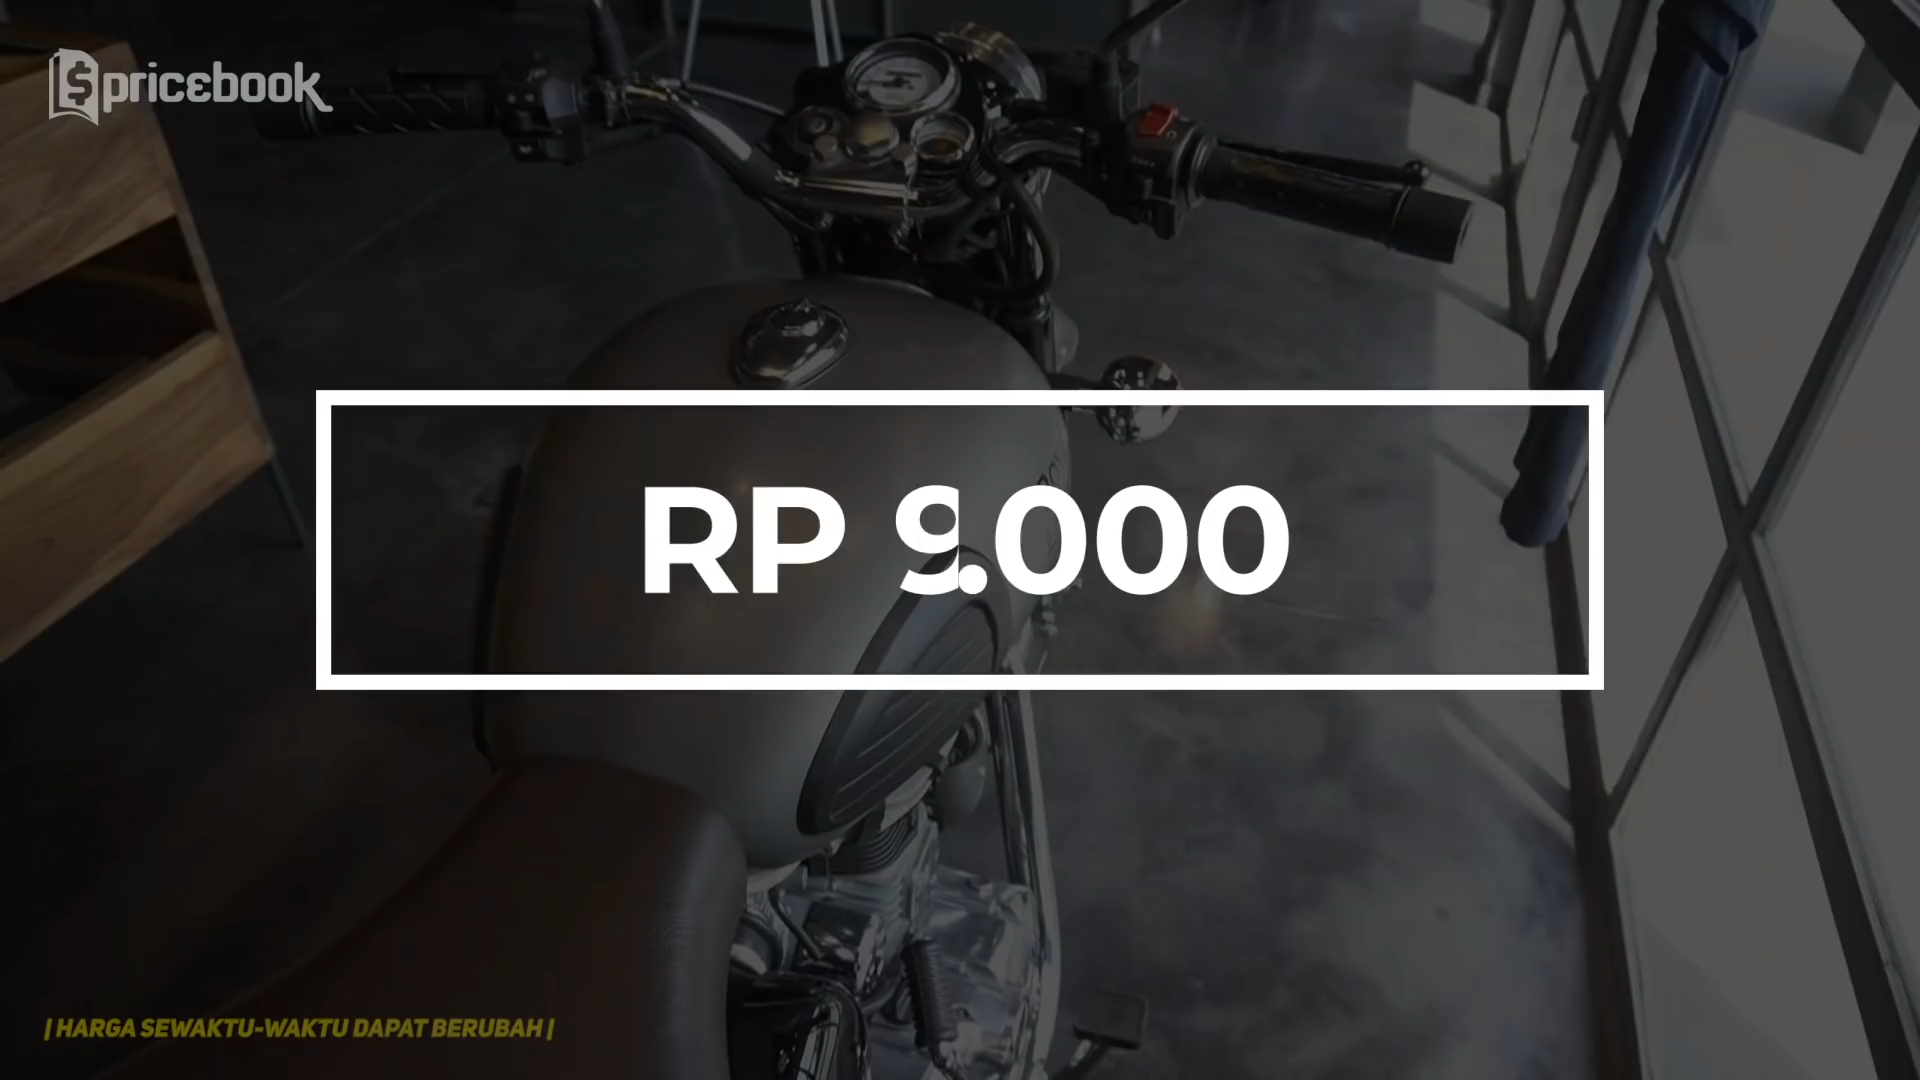 pricebook
RP 9.000
| HARGA SEWAKTU-WAKTU DAPAT BERUBAH |